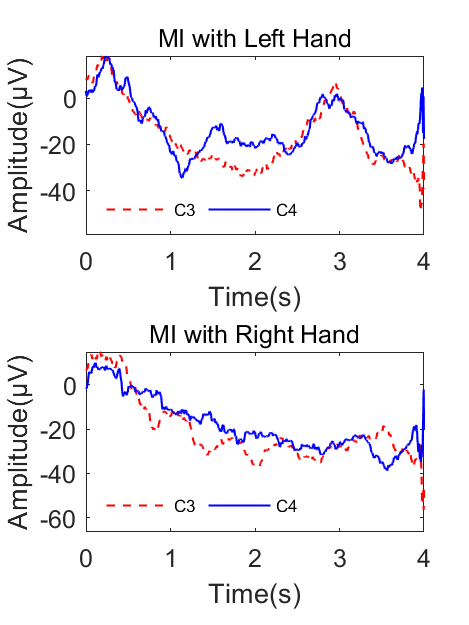 MI with Left Hand
Amplitude(μV)
0
-20
-40
C3 C4
0 1 2 3 4
Time(s)
MI with Right Hand
Amplitude(μV)
0
-20
-40
-60
C3 C4
0 1 2 3 4
Time(s)